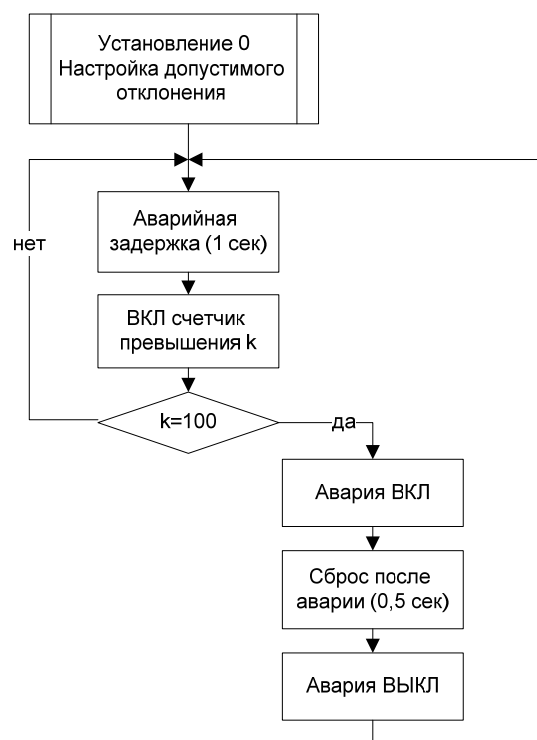 Установление 0
Настройка допустимого
отклонения
нет
Аварийная
задержка (1 сек)
ВКЛ счетчик
превышения k
k=100
да
Авария ВКЛ
Сброс после
аварии (0,5 сек)
Авария ВЫКЛ